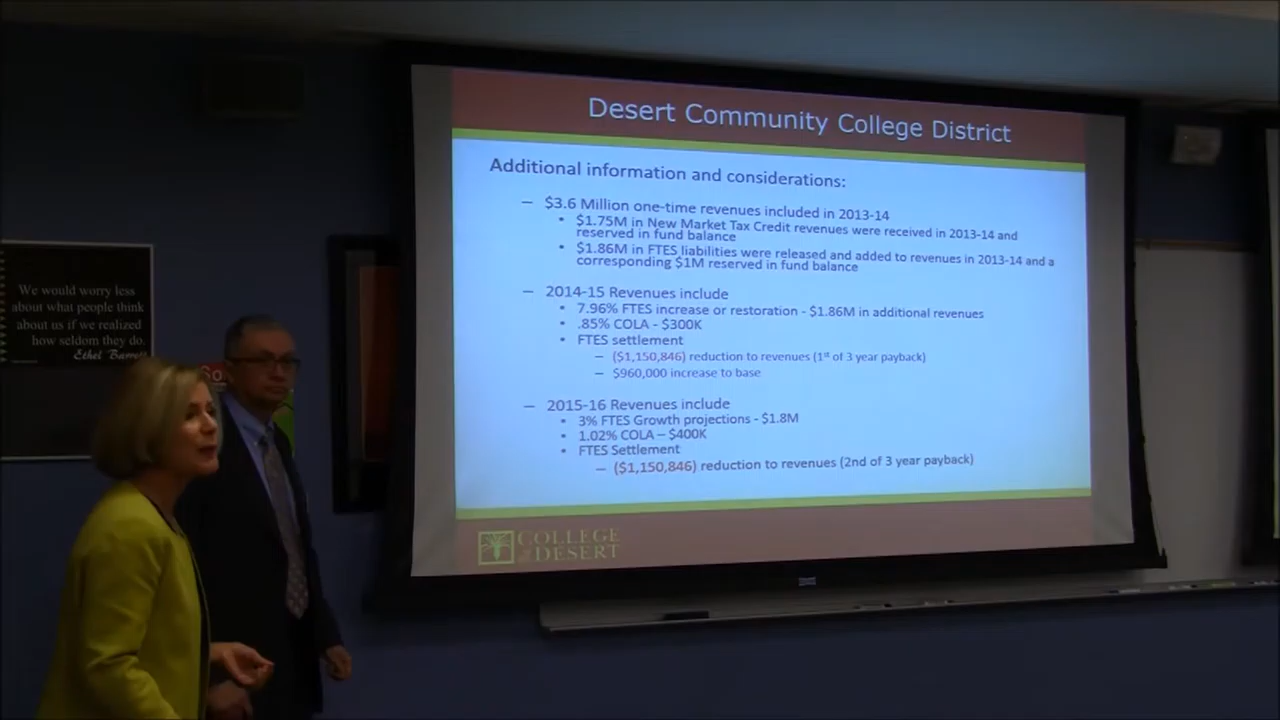 Desert Community College District
Additional information and considerations:
– $3.6 Million one-time revenues included in 2013-14
• $1.75M in New Market Tax Credit revenues were received in 2013-14 and
reserved in fund balance
• $1.86M in FTES liabilities were released and added to revenues in 2013-14 and a
corresponding $1M reserved in fund balance
– 2014-15 Revenues include
• 7.96% FTES increase or restoration - $1.86M in additional revenues
• .85% COLA - $300K
• FTES settlement
– ($1,150,846) reduction to revenues (1st of 3 year payback)
– $960,000 increase to base
– 2015-16 Revenues include
• 3% FTES Growth projections - $1.8M
• 1.02% COLA – $400K
• FTES Settlement
– ($1,150,846) reduction to revenues (2nd of 3 year payback)
COLLEGE
DESERT
We would worry less
about what people think
about us if we realized
how seldom they do.
Ethel Barrett
So